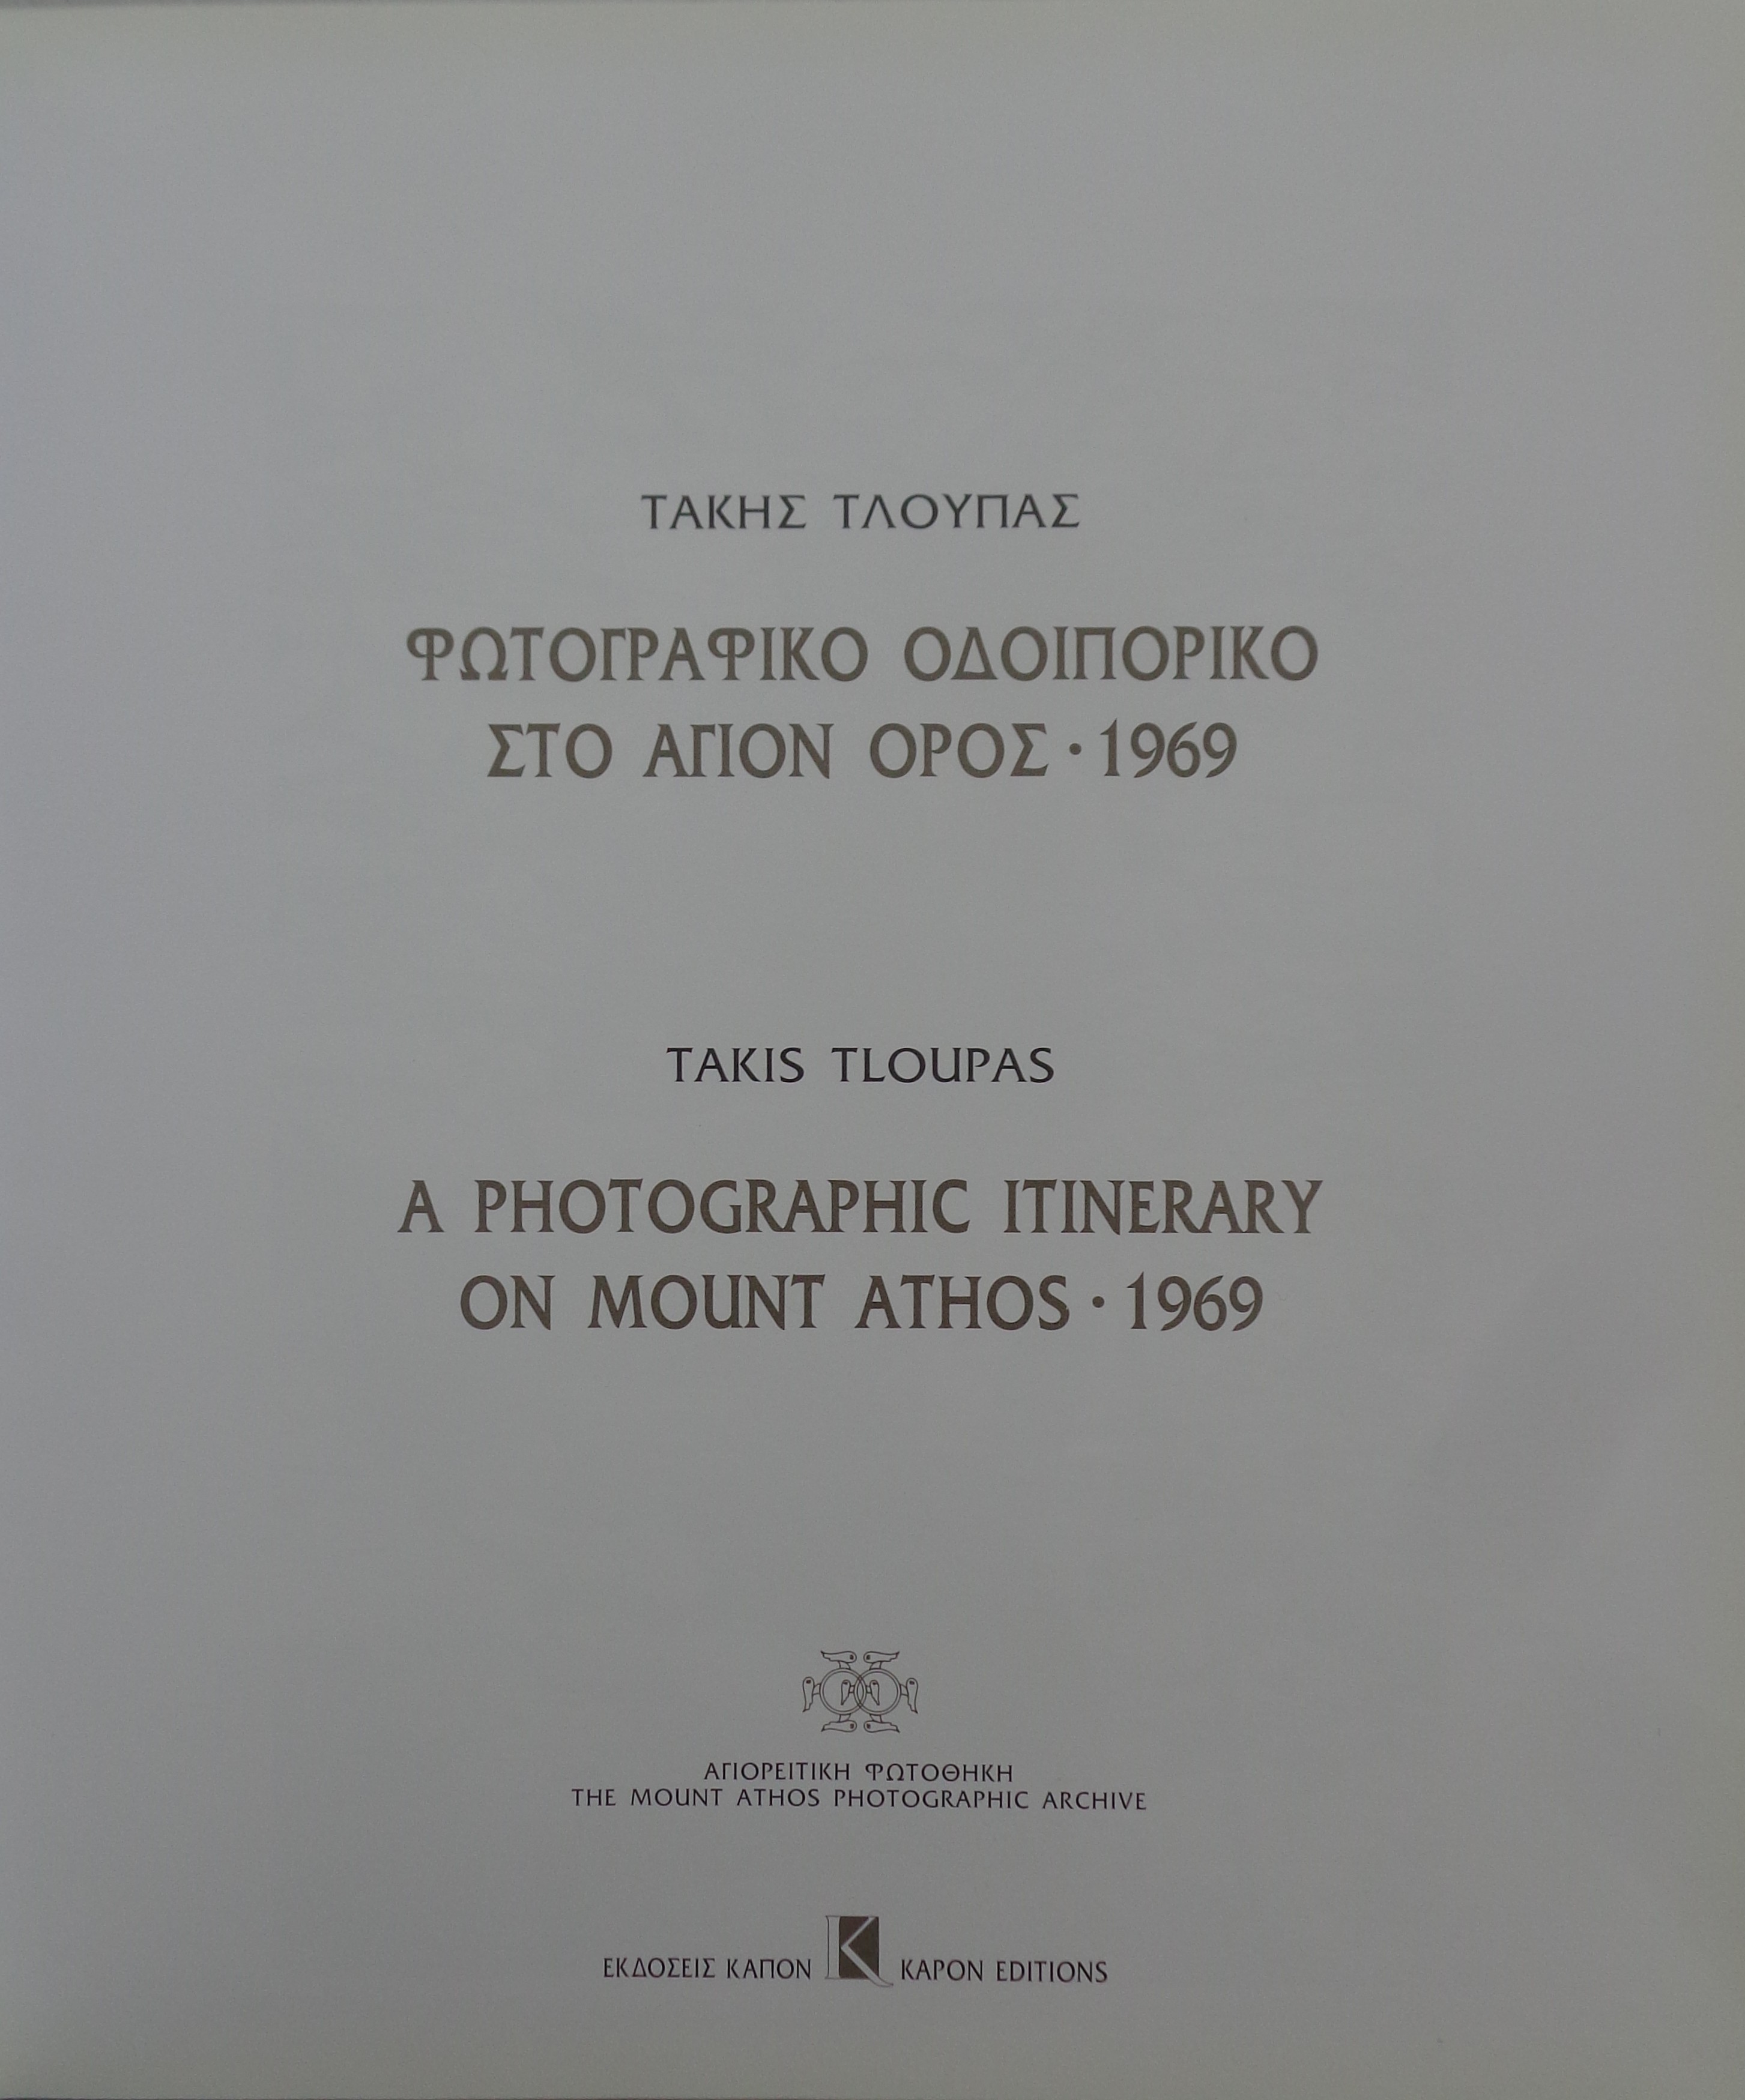 ΤΑΚΗΣ ΤΛΟΥΠΑΣ
ΦΩΤΟΓΡΑΦΙΚΟ ΟΔΟΙΠΟΡΙΚΟ
ΣΤΟ ΑΓΙΟΝ ΟΡΟΣ · 1969
TAKIS TLOUPAS
A PHOTOGRAPHIC ITINERARY
ON MOUNT ATHOS · 1969
ΑΓΙΟΡΕΙΤΙΚΗ ΦΩΤΟΘΗΚΗ
THE MOUNT ATHOS PHOTOGRAPHIC ARCHIVE
ΕΚΔΟΣΕΙΣ ΚΑΠΟΝ K KAPON EDITIONS